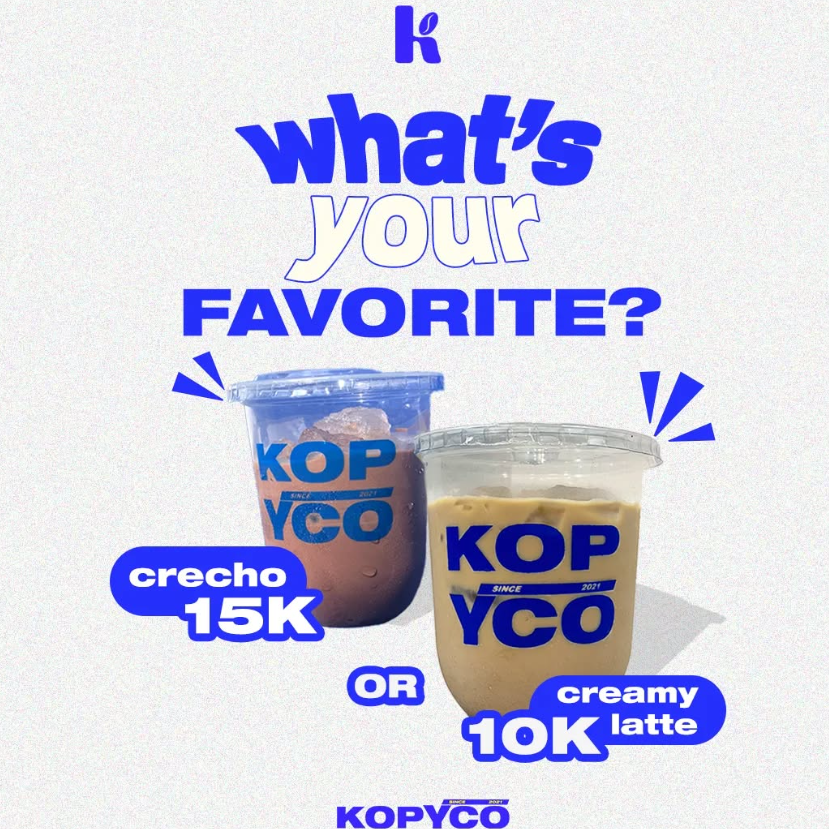 k
what's
your
FAVORITE?
KOP
SINCE 2021
YCO
KOP
SINCE 2021
YCO
crecho
15K
OR
creamy
latte
10K
SINCE 2021
KOPYCO